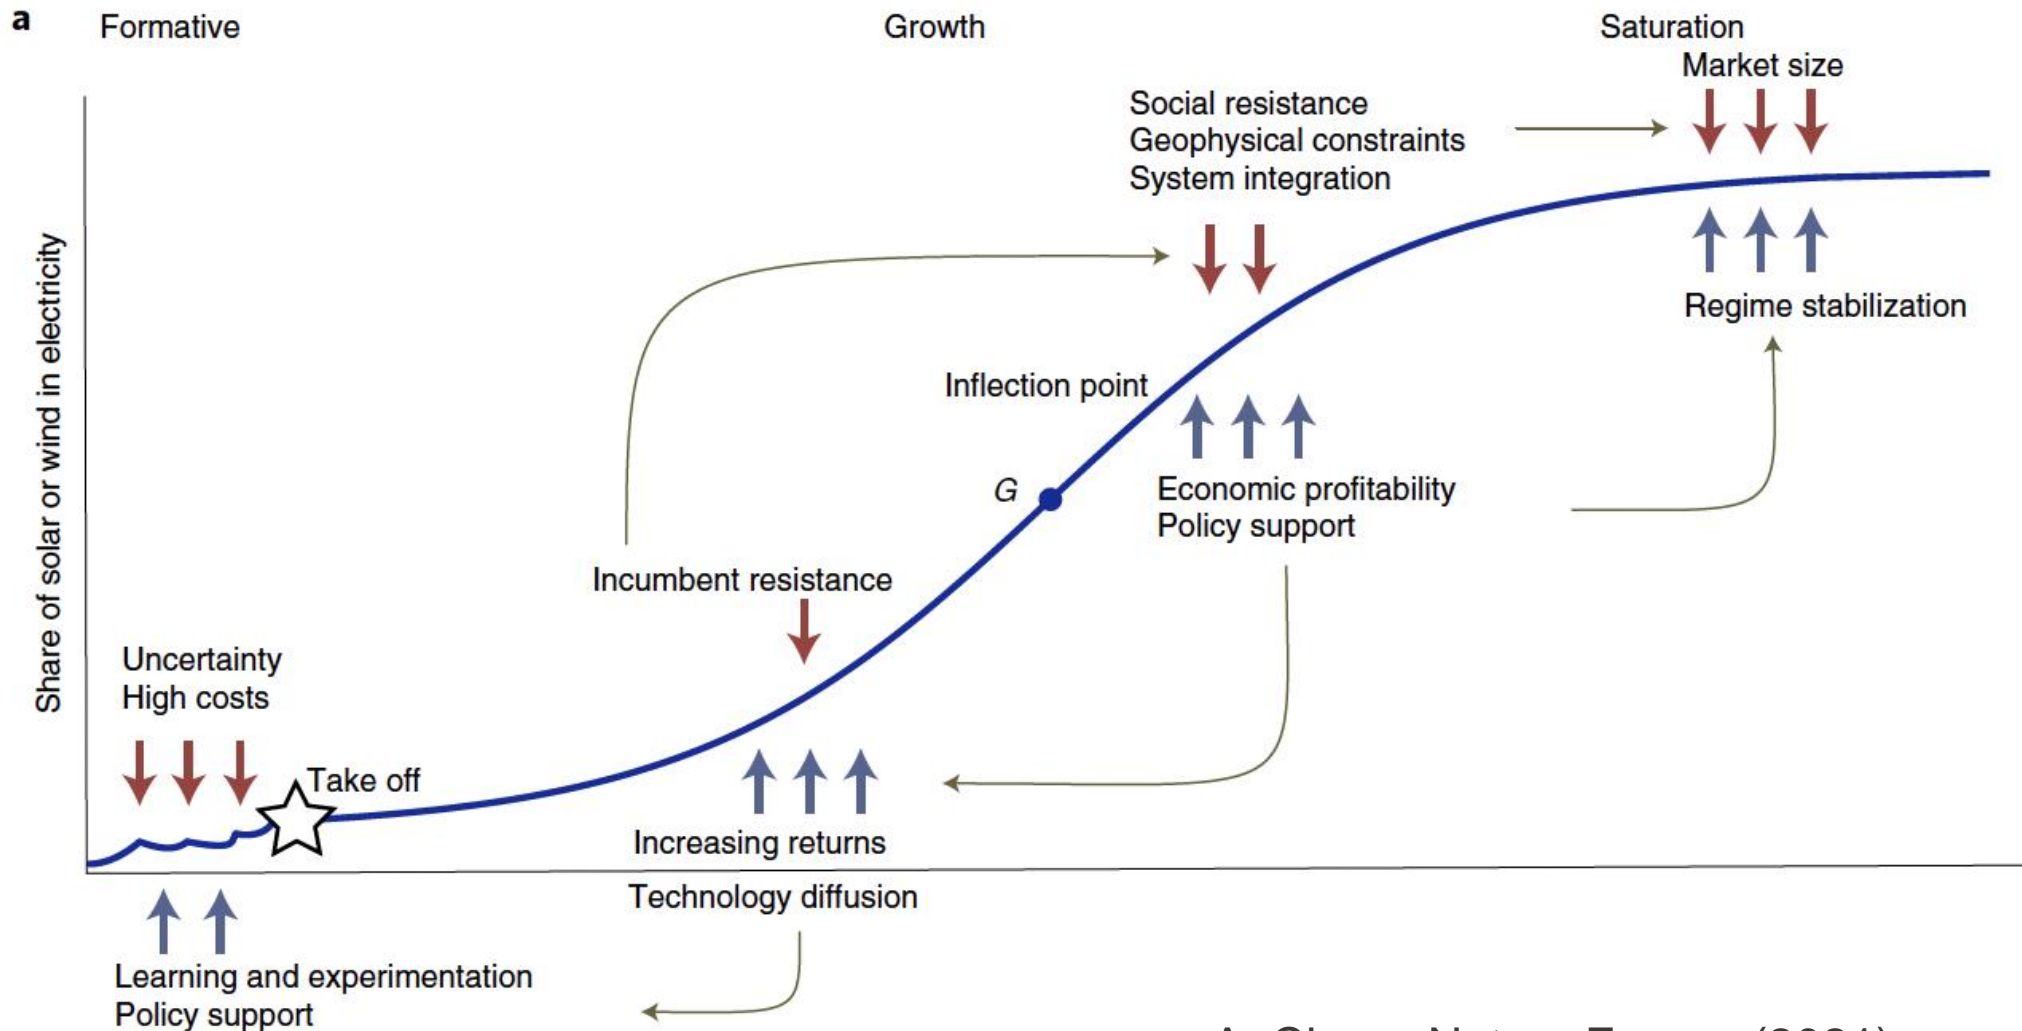 a
Formative
Growth
Saturation
Market size
Social resistance
Geophysical constraints
System integration
Regime stabilization
Inflection point
G
Economic profitability
Policy support
Incumbent resistance
Uncertainty
High costs
Take off
Increasing returns
Technology diffusion
Learning and experimentation
Policy support
Share of solar or wind in electricity